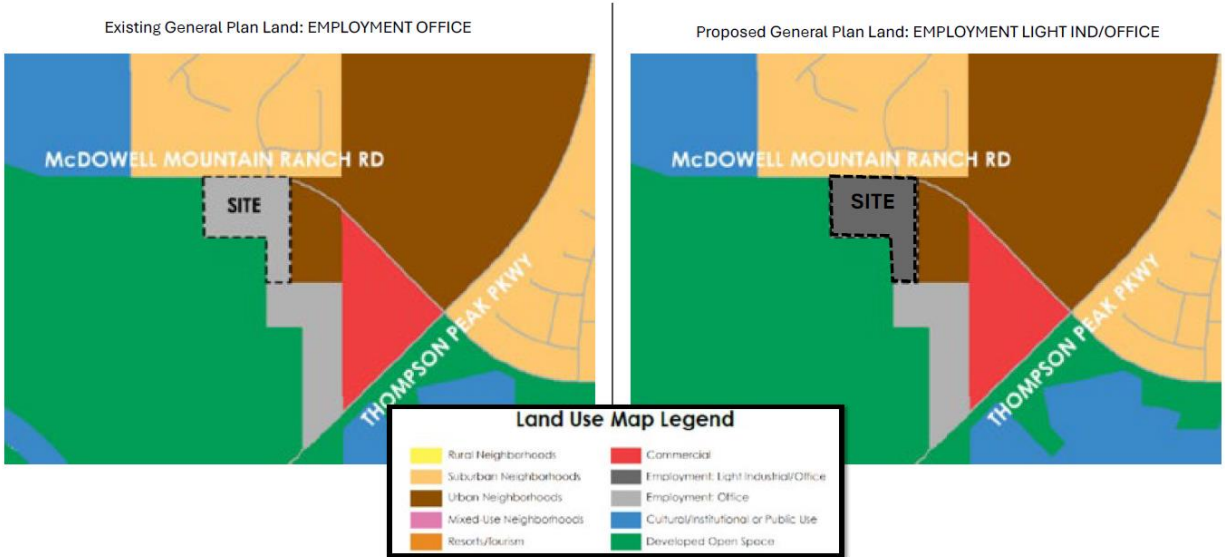 Existing General Plan Land: EMPLOYMENT OFFICE
Proposed General Plan Land: EMPLOYMENT LIGHT IND/OFFICE
McDOWELL MOUNTAIN RANCH RD
SITE
THOMPSON PEAK PKWY
McDOWELL MOUNTAIN RANCH RD
SITE
THOMPSON PEAK PKWY
Land Use Map Legend
Rural Neighborhoods
Suburban Neighborhoods
Urban Neighborhoods
Mixed-Use Neighborhoods
Resorts/Tourism
Commercial
Employment: Light Industrial/Office
Employment: Office
Cultural/Institutional or Public Use
Developed Open Space